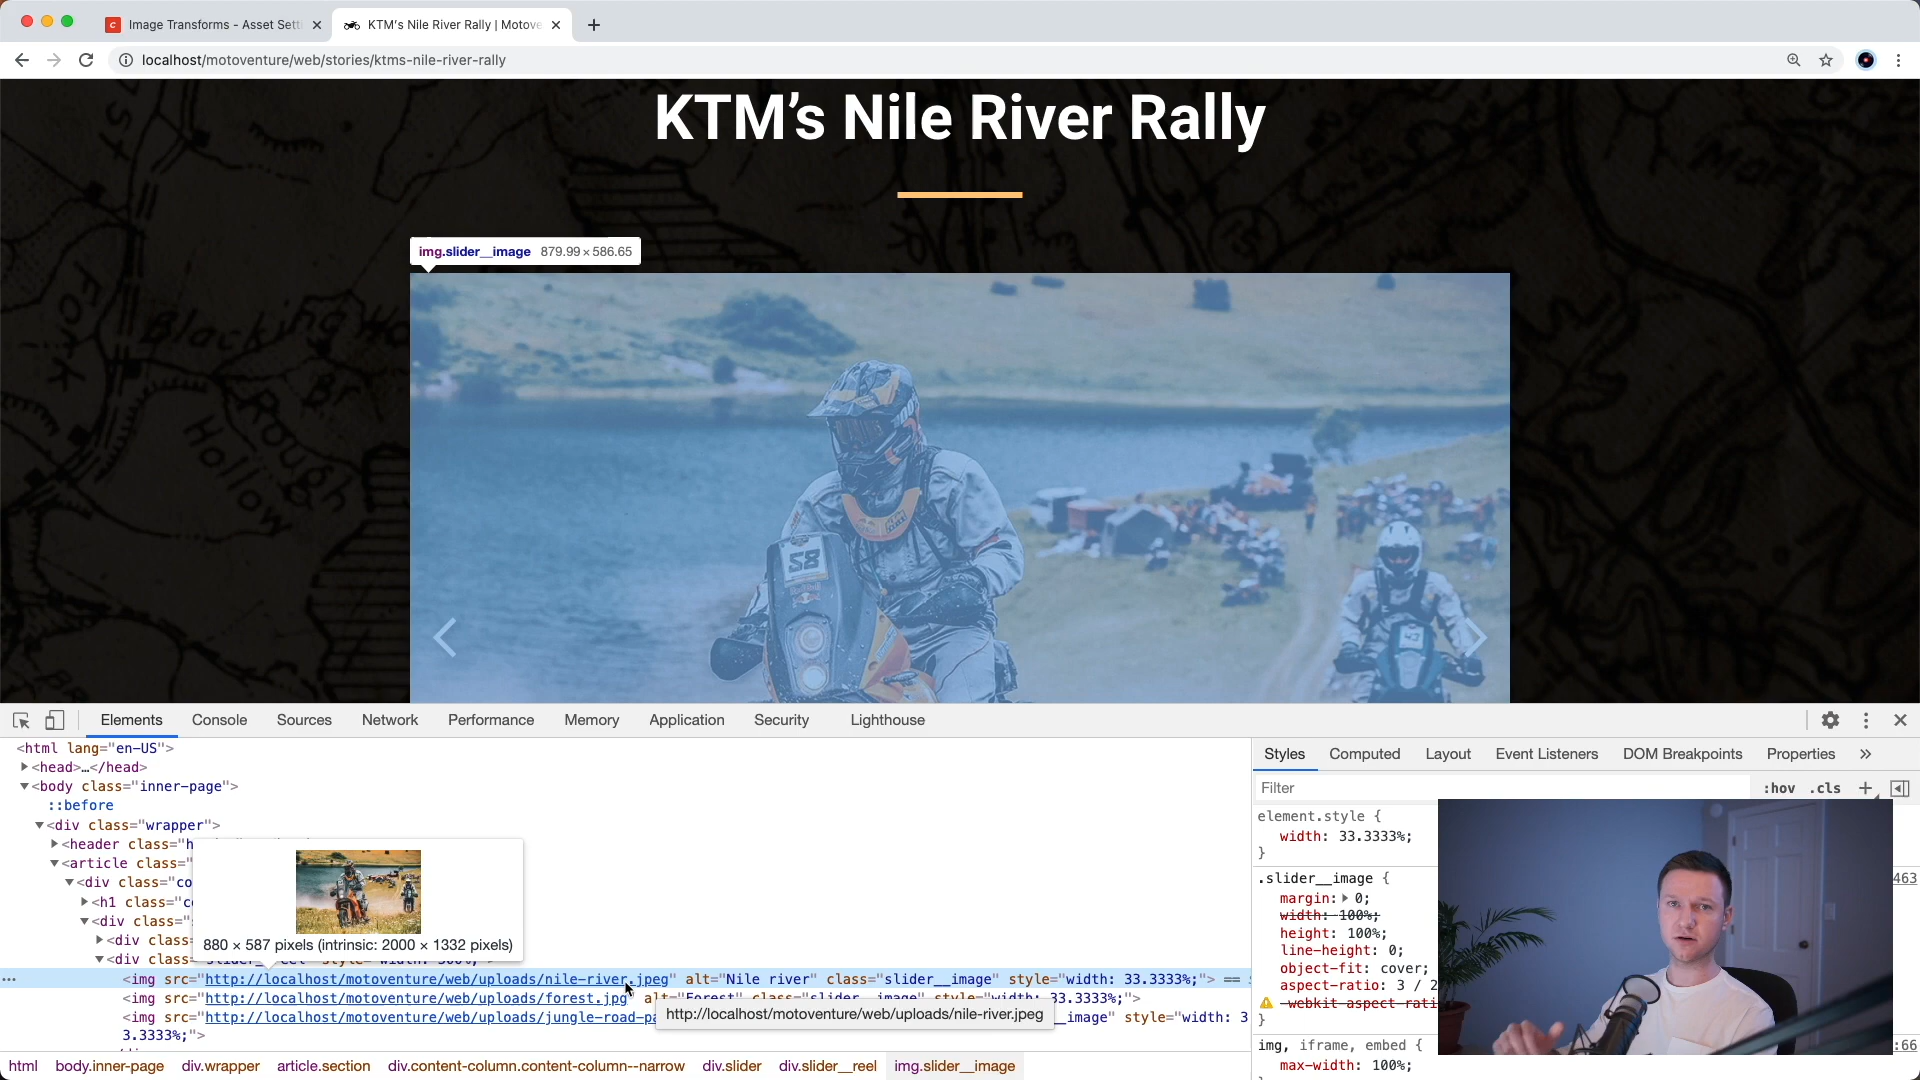 Image Transforms - Asset Setti
KTM's Nile River Rally | Motove
localhost/motoventure/web/stories/ktms-nile-river-rally
KTM’s Nile River Rally
img.slider__image 879.99 × 586.65
58
Red Bull
Elements Console Sources Network Performance Memory Application Security Lighthouse
<html lang="en-US">
<head>…</head>
<body class="inner-page">
::before
<div class="wrapper">
<header class="h
<article class=
<div class="co
<h1 class="c
<div class=
<div class=
880 × 587 pixels (intrinsic: 2000 × 1332 pixels)
<img src="http://localhost/motoventure/web/uploads/nile-river.jpeg" alt="Nile river" class="slider__image" style="width: 33.3333%;"> ==
<img src="http://localhost/motoventure/web/uploads/forest.jpg" alt="Forest" class="slider__image" style="width: 33.3333%;">
<img src="http://localhost/motoventure/web/uploads/jungle-road-pa
__image" style="width: 3
3.3333%;">
http://localhost/motoventure/web/uploads/nile-river.jpeg
html body.inner-page div.wrapper article.section div.content-column.content-column--narrow div.slider div.slider__reel img.slider__image
Styles Computed Layout Event Listeners DOM Breakpoints Properties
Filter :hov .cls
element.style {
width: 33.3333%;
}
.slider__image {
463
margin: 0;
width: 100%;
height: 100%;
line-height: 0;
object-fit: cover;
aspect-ratio: 3 / 2
-webkit-aspect-rati
}
img, iframe, embed {
:66
max-width: 100%;